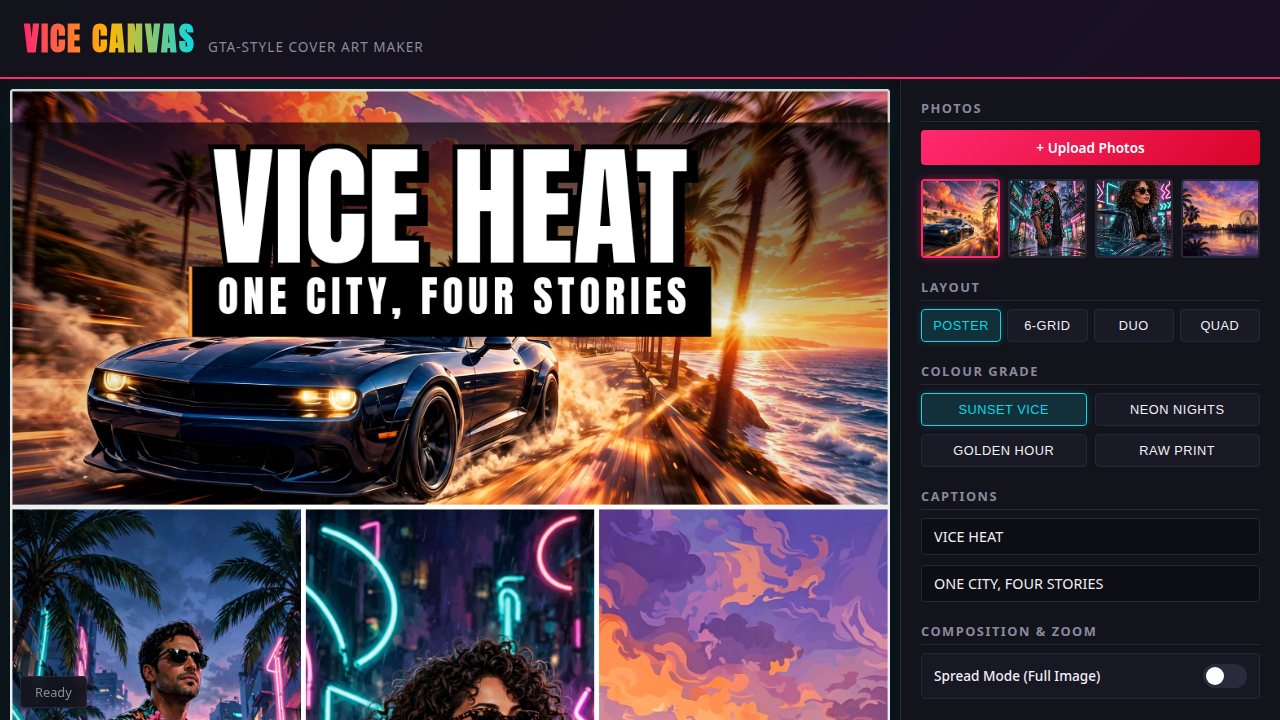 VICE CANVAS
GTA-STYLE COVER ART MAKER
VICE HEAT
ONE CITY, FOUR STORIES
Ready
PHOTOS
+ Upload Photos
LAYOUT
POSTER
6-GRID
DUO
QUAD
COLOUR GRADE
SUNSET VICE
NEON NIGHTS
GOLDEN HOUR
RAW PRINT
CAPTIONS
VICE HEAT
ONE CITY, FOUR STORIES
COMPOSITION & ZOOM
Spread Mode (Full Image)